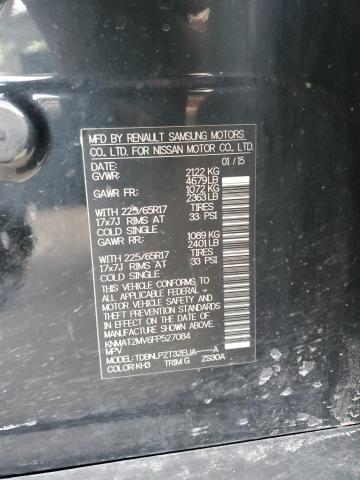 MFD BY RENAULT SAMSUNG MOTORS
CO., LTD. FOR NISSAN MOTOR CO., LTD.
DATE: 01/15
GVWR: 2122 KG
4679 LB
GAWR FR: 1072 KG
2363 LB
WITH 225/65R17 TIRES
17x7J RIMS AT 33 PSI
COLD SINGLE
GAWR RR: 1089 KG
2401 LB
WITH 225/65R17 TIRES
17x7J RIMS AT 33 PSI
COLD SINGLE
THIS VEHICLE CONFORMS TO ALL
APPLICABLE FEDERAL MOTOR VEHICLE
SAFETY, BUMPER, AND THEFT
PREVENTION STANDARDS IN EFFECT ON
THE DATE OF MANUFACTURE SHOWN
ABOVE.
KNMAT2MV6FP527084
MPV
MODEL: TDBNLPZT32EUA-----A
COLOR: KH3 TRIM G ZS30A